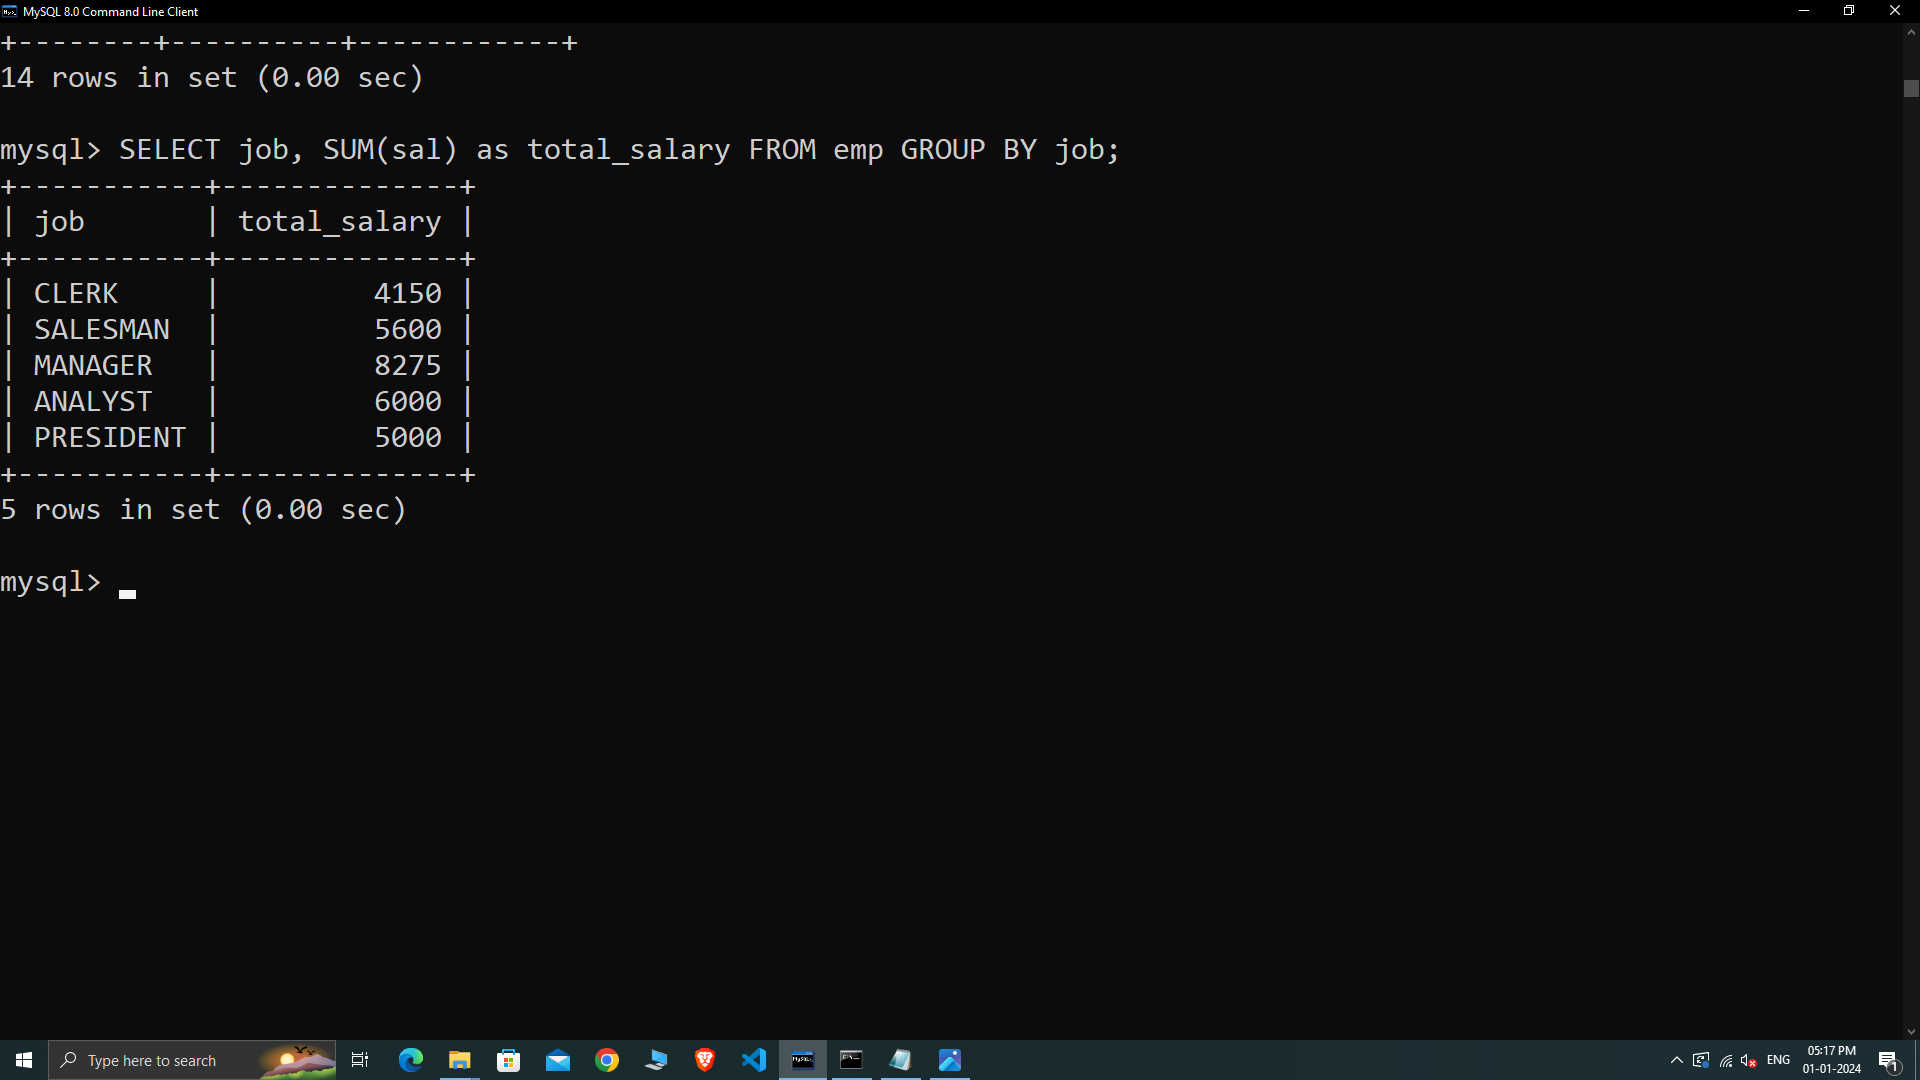 MySQL 8.0 Command Line Client
+--------+----------+------------+
14 rows in set (0.00 sec)
mysql> SELECT job, SUM(sal) as total_salary FROM emp GROUP BY job;
+-----------+--------------+
| job       | total_salary |
+-----------+--------------+
| CLERK     |         4150 |
| SALESMAN  |         5600 |
| MANAGER   |         8275 |
| ANALYST   |         6000 |
| PRESIDENT |         5000 |
+-----------+--------------+
5 rows in set (0.00 sec)
mysql>
Type here to search
ENG
05:17 PM
01-01-2024
1